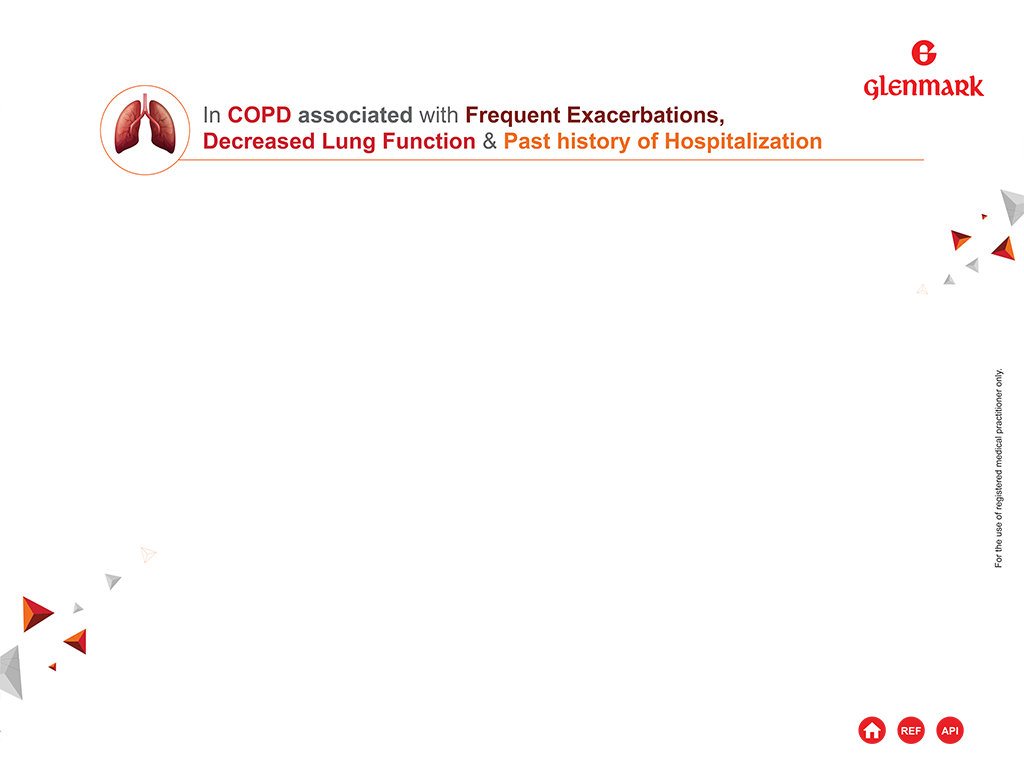 GLENMARK
In COPD associated with Frequent Exacerbations,
Decreased Lung Function & Past history of Hospitalization
For the use of registered medical practitioner only.
REF
API